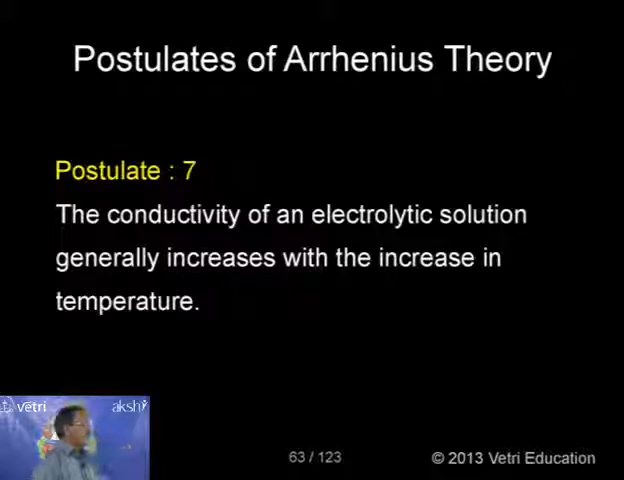 Postulates of Arrhenius Theory
Postulate : 7
The conductivity of an electrolytic solution
generally increases with the increase in
temperature.
vetri
akshi
63 / 123
© 2013 Vetri Education